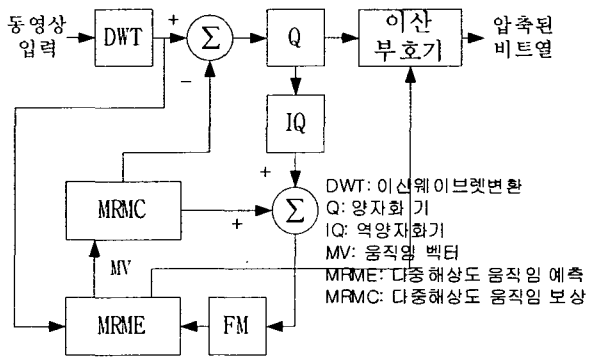 동영상
입력
DWT
+
Σ
−
Q
이산
부호기
압축된
비트열
IQ
+
MRMC
+
Σ
MV
MRME
FM
DWT: 이산웨이브렛변환
Q: 양자화 기
IQ: 역양자화기
MV: 움직임 벡터
MRME: 다중해상도 움직임 예측
MRMC: 다중해상도 움직임 보상